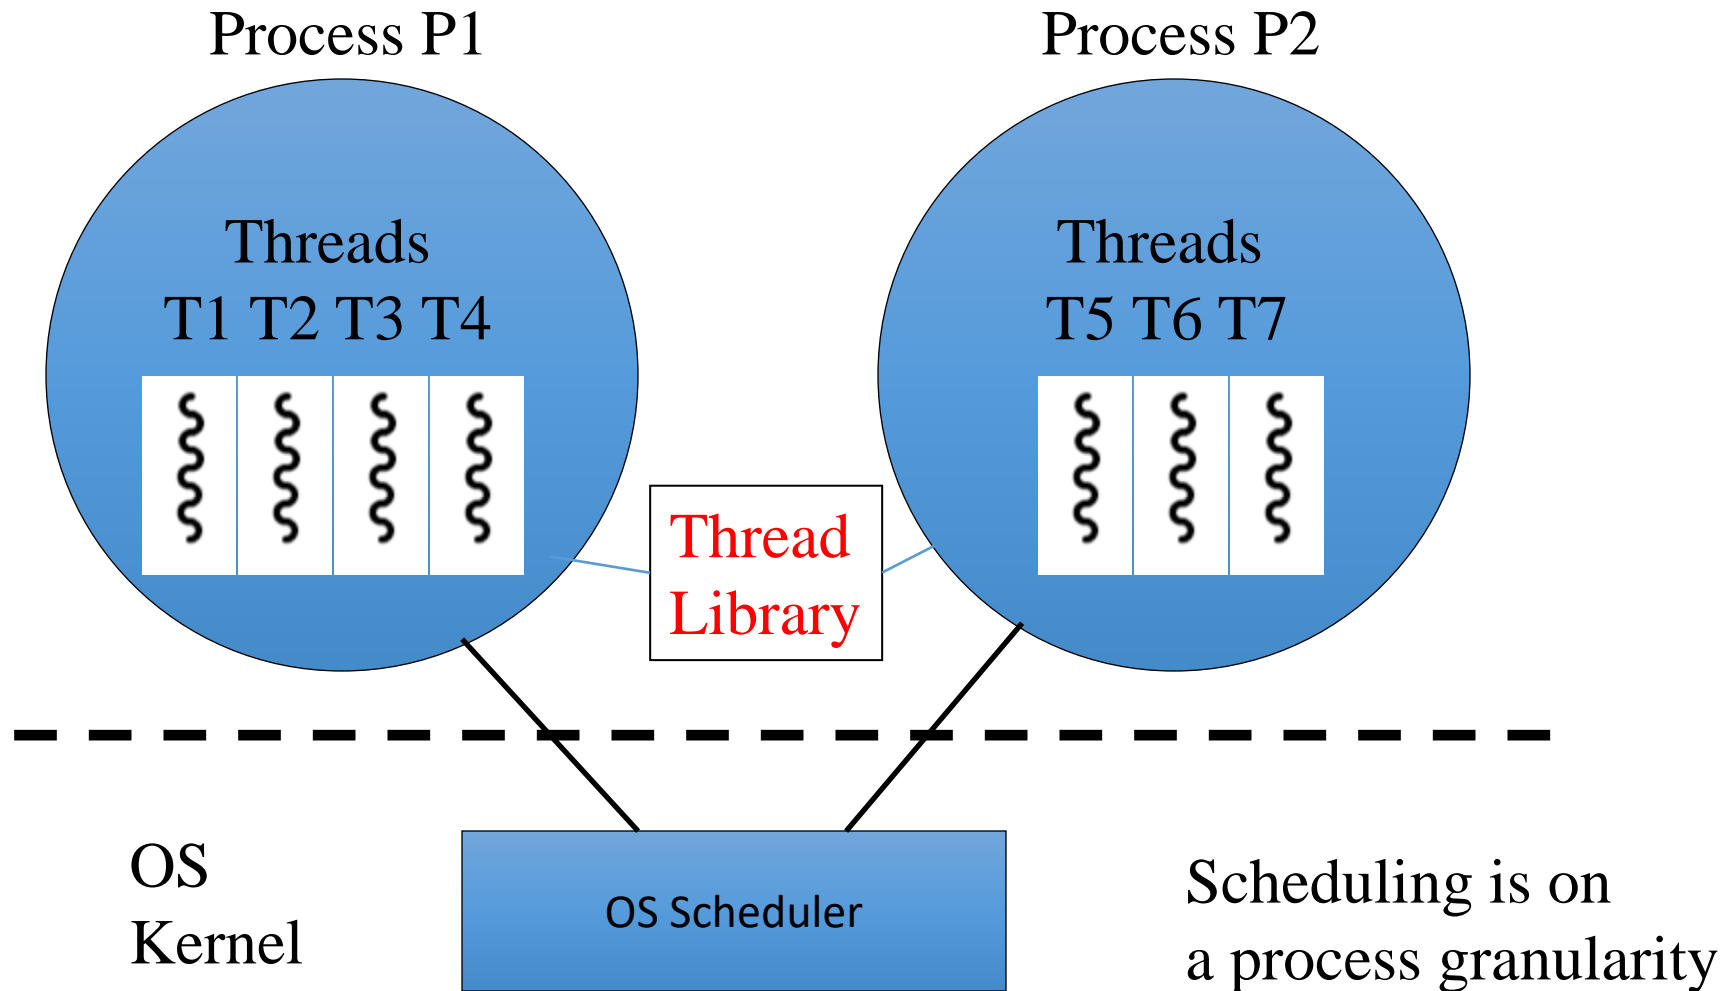 Process P1
Process P2
Threads
T1 T2 T3 T4
Threads
T5 T6 T7
Thread
Library
OS
Kernel
OS Scheduler
Scheduling is on
a process granularity